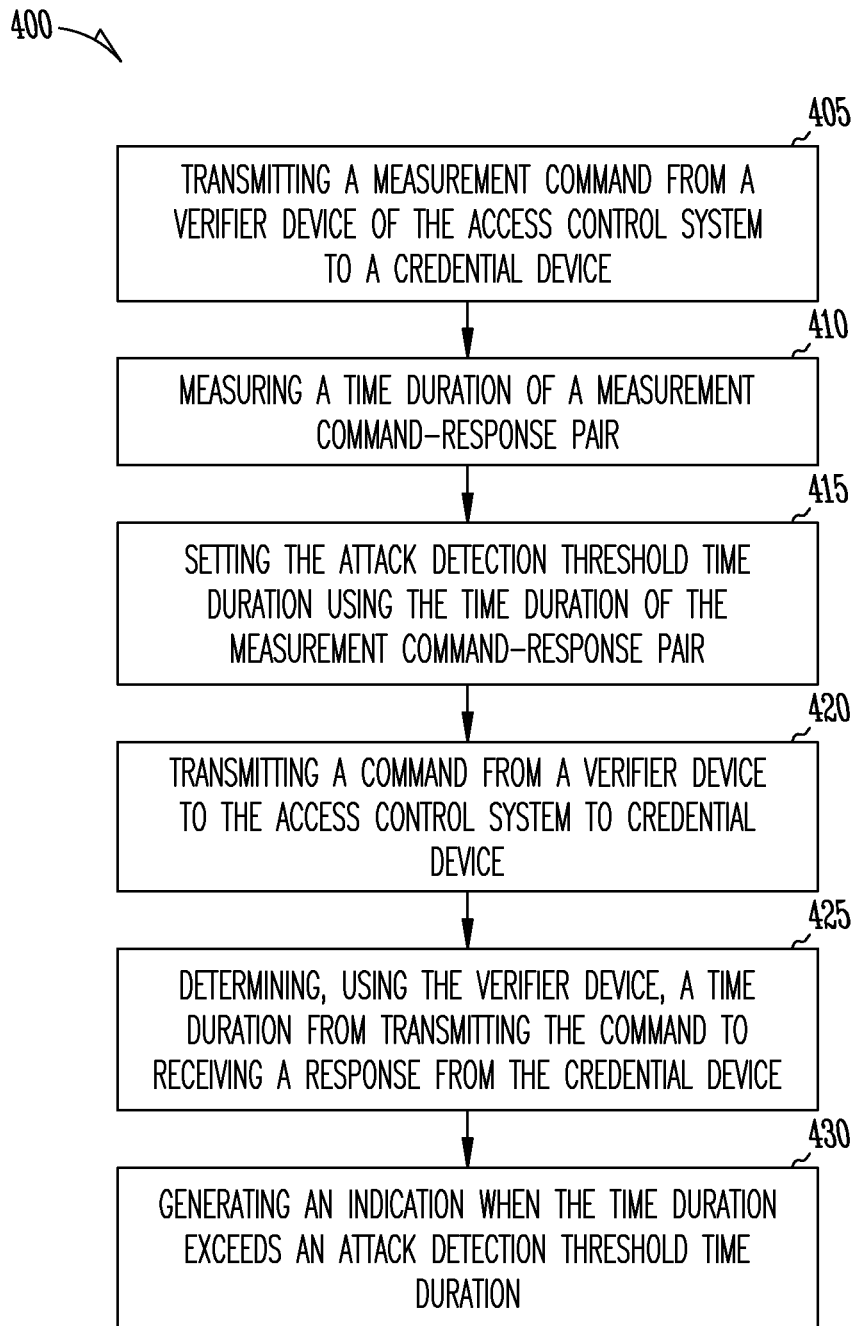 400
405
TRANSMITTING A MEASUREMENT COMMAND FROM A
VERIFIER DEVICE OF THE ACCESS CONTROL SYSTEM
TO A CREDENTIAL DEVICE
410
MEASURING A TIME DURATION OF A MEASUREMENT
COMMAND–RESPONSE PAIR
415
SETTING THE ATTACK DETECTION THRESHOLD TIME
DURATION USING THE TIME DURATION OF THE
MEASUREMENT COMMAND–RESPONSE PAIR
420
TRANSMITTING A COMMAND FROM A VERIFIER DEVICE
TO THE ACCESS CONTROL SYSTEM TO CREDENTIAL
DEVICE
425
DETERMINING, USING THE VERIFIER DEVICE, A TIME
DURATION FROM TRANSMITTING THE COMMAND TO
RECEIVING A RESPONSE FROM THE CREDENTIAL DEVICE
430
GENERATING AN INDICATION WHEN THE TIME DURATION
EXCEEDS AN ATTACK DETECTION THRESHOLD TIME
DURATION